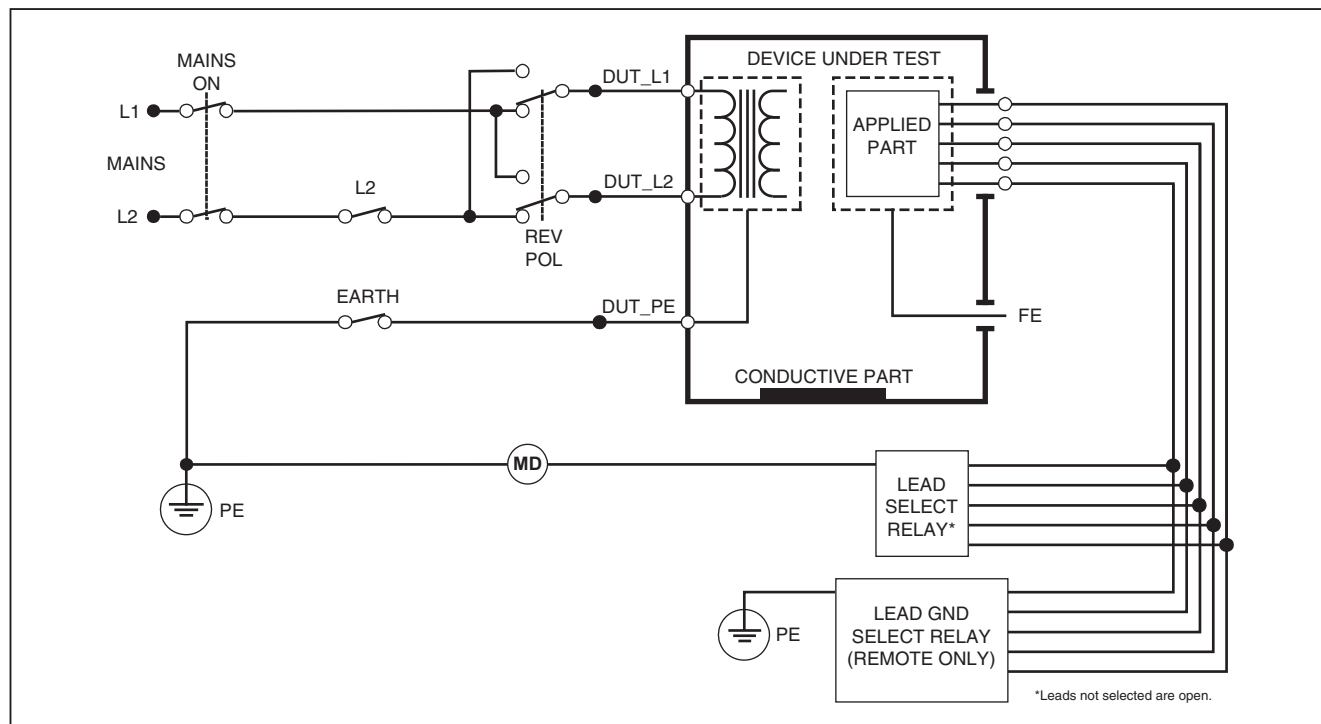 DEVICE UNDER TEST
MAINS
ON
DUT_L1
L1
APPLIED
PART
MAINS
L2
DUT_L2
L2
REV
POL
EARTH
DUT_PE
FE
CONDUCTIVE PART
MD
LEAD
SELECT
RELAY*
PE
LEAD GND
SELECT RELAY
(REMOTE ONLY)
PE
*Leads not selected are open.